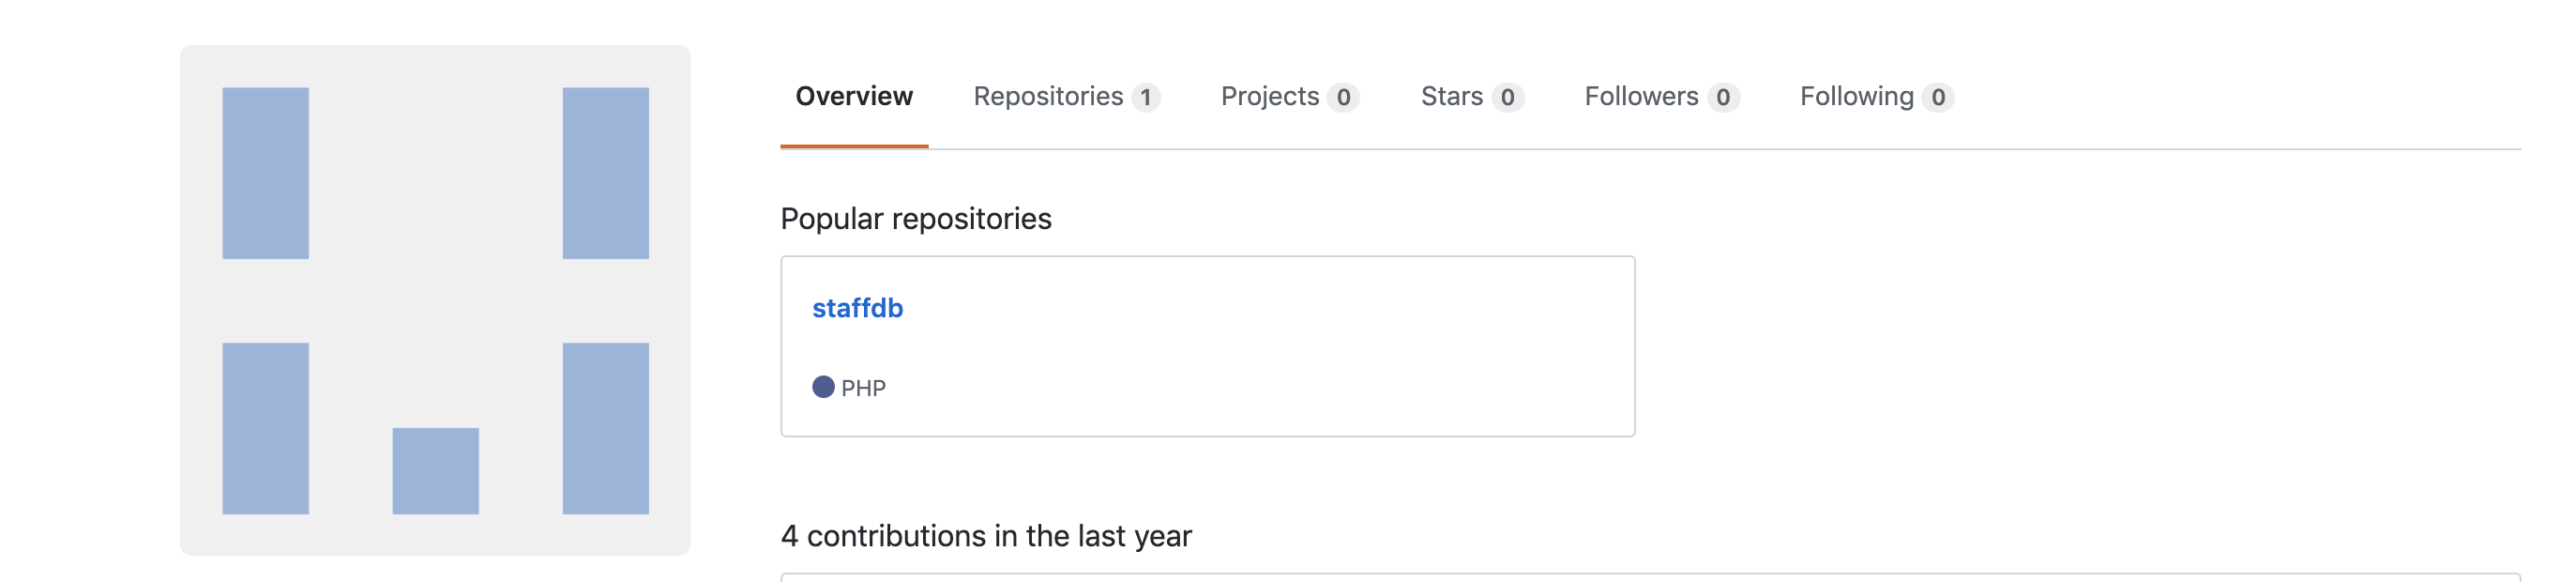 Overview Repositories 1 Projects 0 Stars 0 Followers 0 Following 0
Popular repositories
staffdb
PHP
4 contributions in the last year